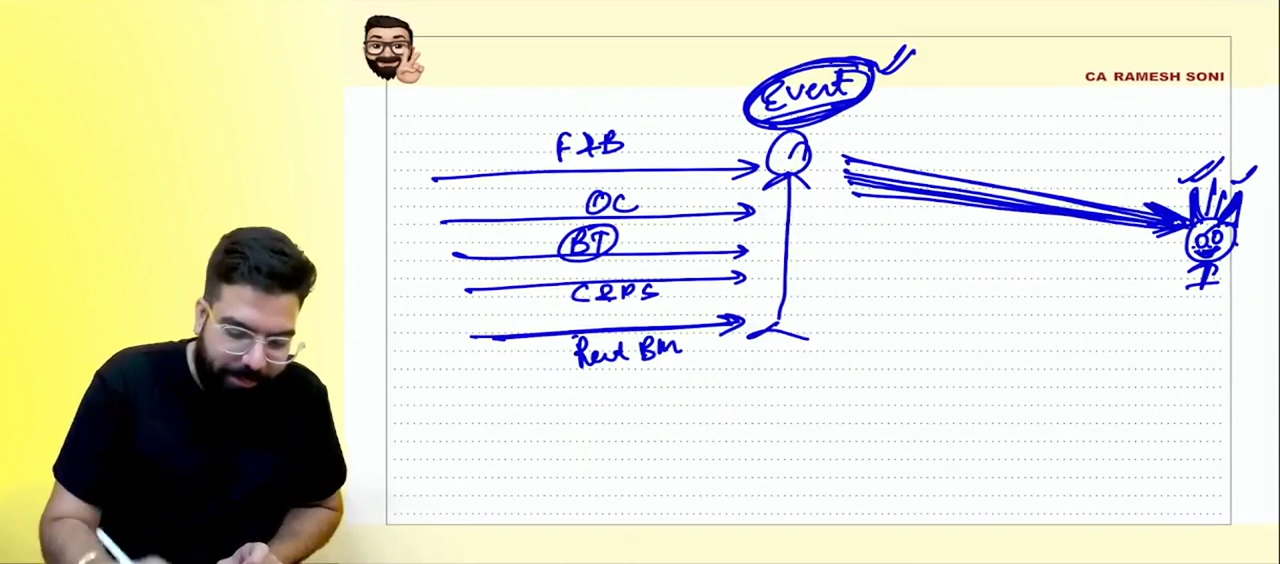 CA RAMESH SONI
Event
F&B
OC
BT
C&PS
Rent BM